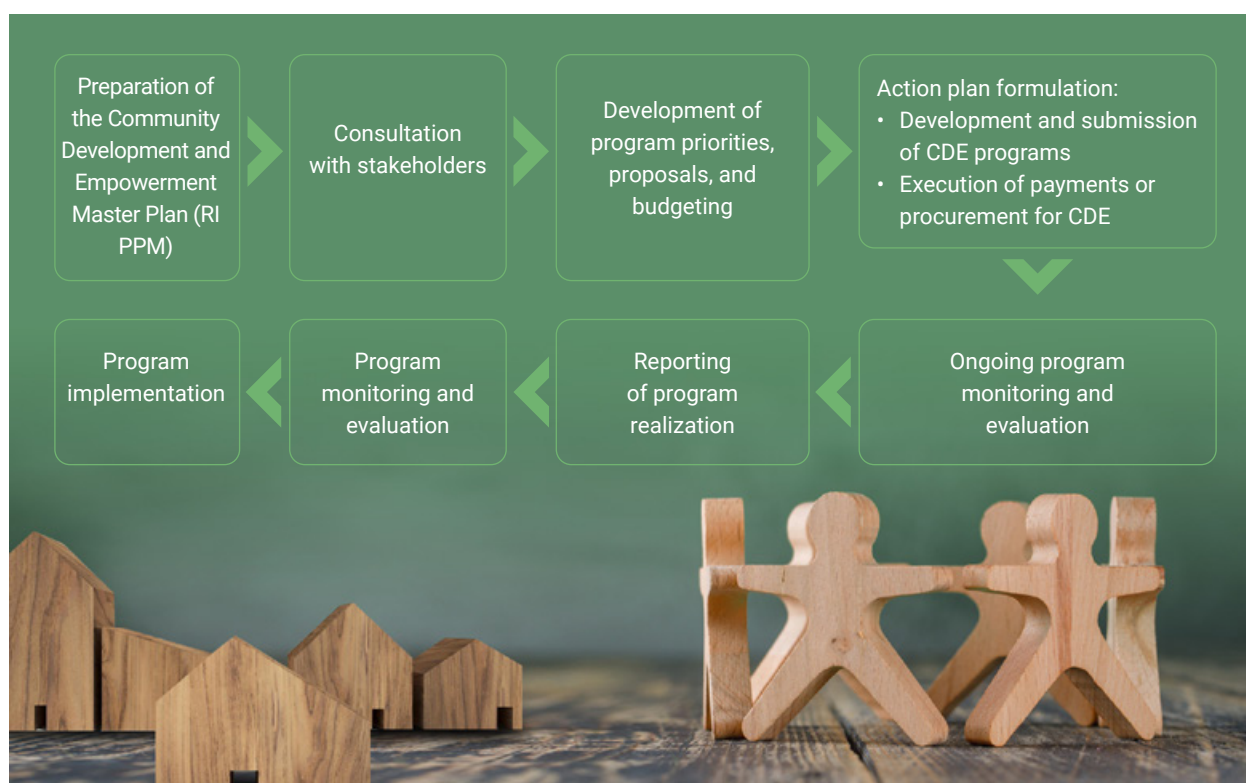 Preparation of
the Community
Development and
Empowerment
Master Plan (RI
PPM)
Consultation
with stakeholders
Development of
program priorities,
proposals, and
budgeting
Action plan formulation:
• Development and submission
of CDE programs
• Execution of payments or
procurement for CDE
Ongoing program
monitoring and
evaluation
Reporting
of program
realization
Program
monitoring and
evaluation
Program
implementation